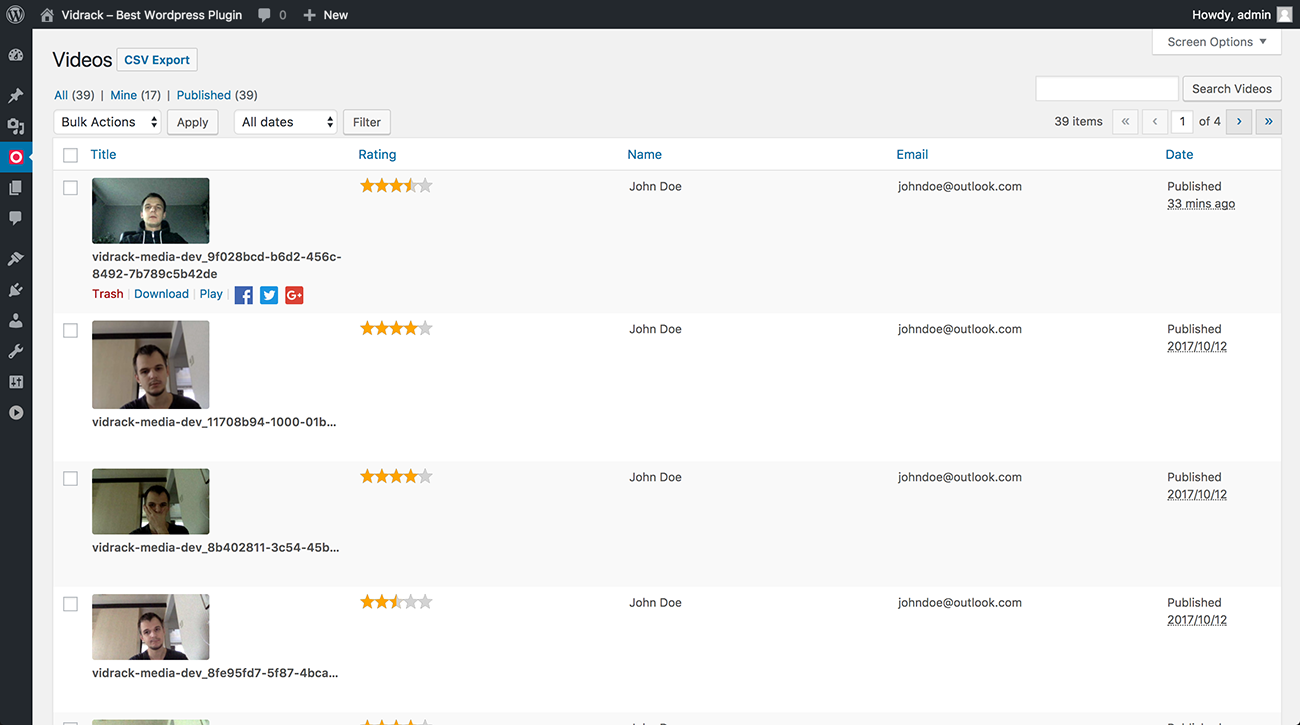 Vidrack – Best Wordpress Plugin 0 New Howdy, admin
Screen Options
Videos CSV Export
All (39) | Mine (17) | Published (39)
Search Videos
Bulk Actions Apply All dates Filter 39 items « ‹ 1 of 4 › »
Title Rating Name Email Date
John Doe johndoe@outlook.com Published
33 mins ago
vidrack-media-dev_9f028bcd-b6d2-456c-
8492-7b789c5b42de
Trash | Download | Play | f G+
John Doe johndoe@outlook.com Published
2017/10/12
vidrack-media-dev_11708b94-1000-01b...
John Doe johndoe@outlook.com Published
2017/10/12
vidrack-media-dev_8b402811-3c54-45b...
John Doe johndoe@outlook.com Published
2017/10/12
vidrack-media-dev_8fe95fd7-5f87-4bca...